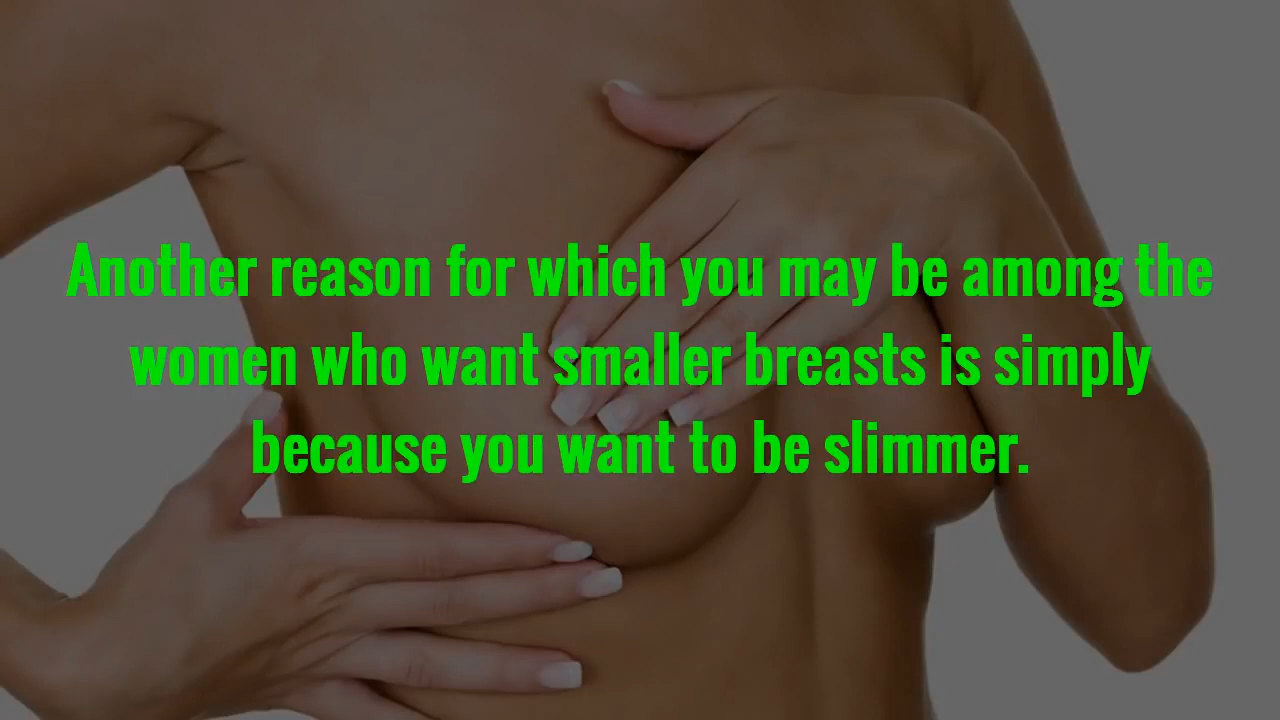 Another reason for which you may be among the
women who want smaller breasts is simply
because you want to be slimmer.